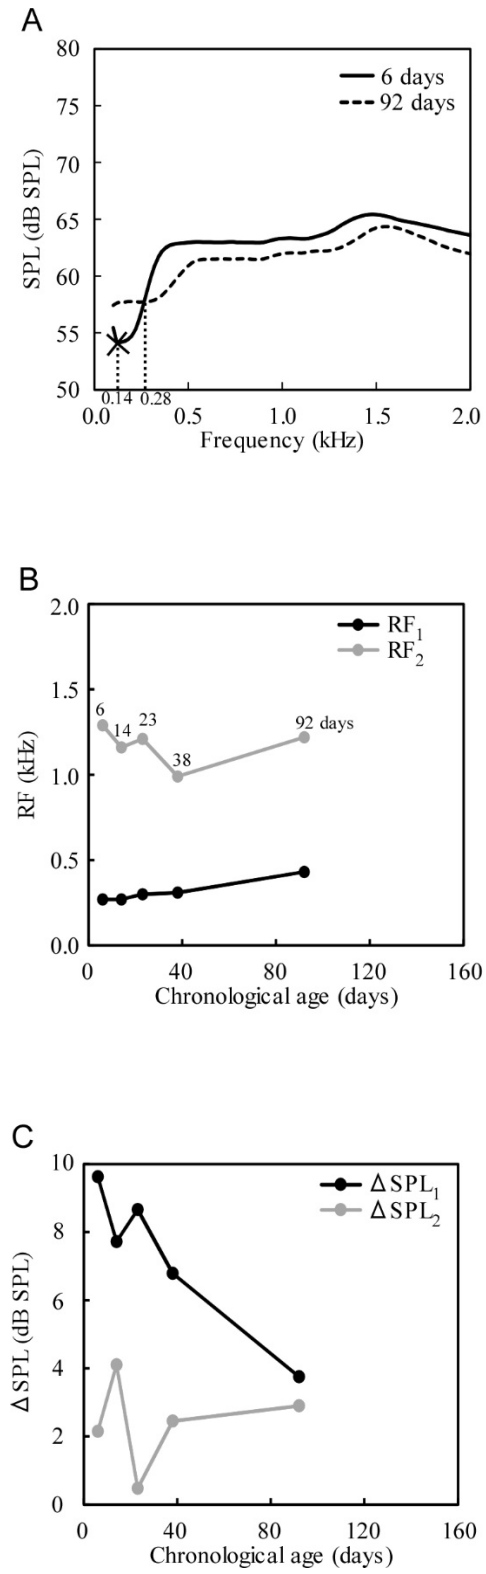 A
80
75
70
65
60
55
50
SPL (dB SPL)
6 days
92 days
0.14 0.28
0.0 0.5 1.0 1.5 2.0
Frequency (kHz)
B
2.0
1.5
1.0
0.5
0.0
RF (kHz)
RF1
RF2
6
14
23
38
92 days
0 40 80 120 160
Chronological age (days)
C
10
8
6
4
2
0
Δ SPL (dB SPL)
Δ SPL1
Δ SPL2
0 40 80 120 160
Chronological age (days)